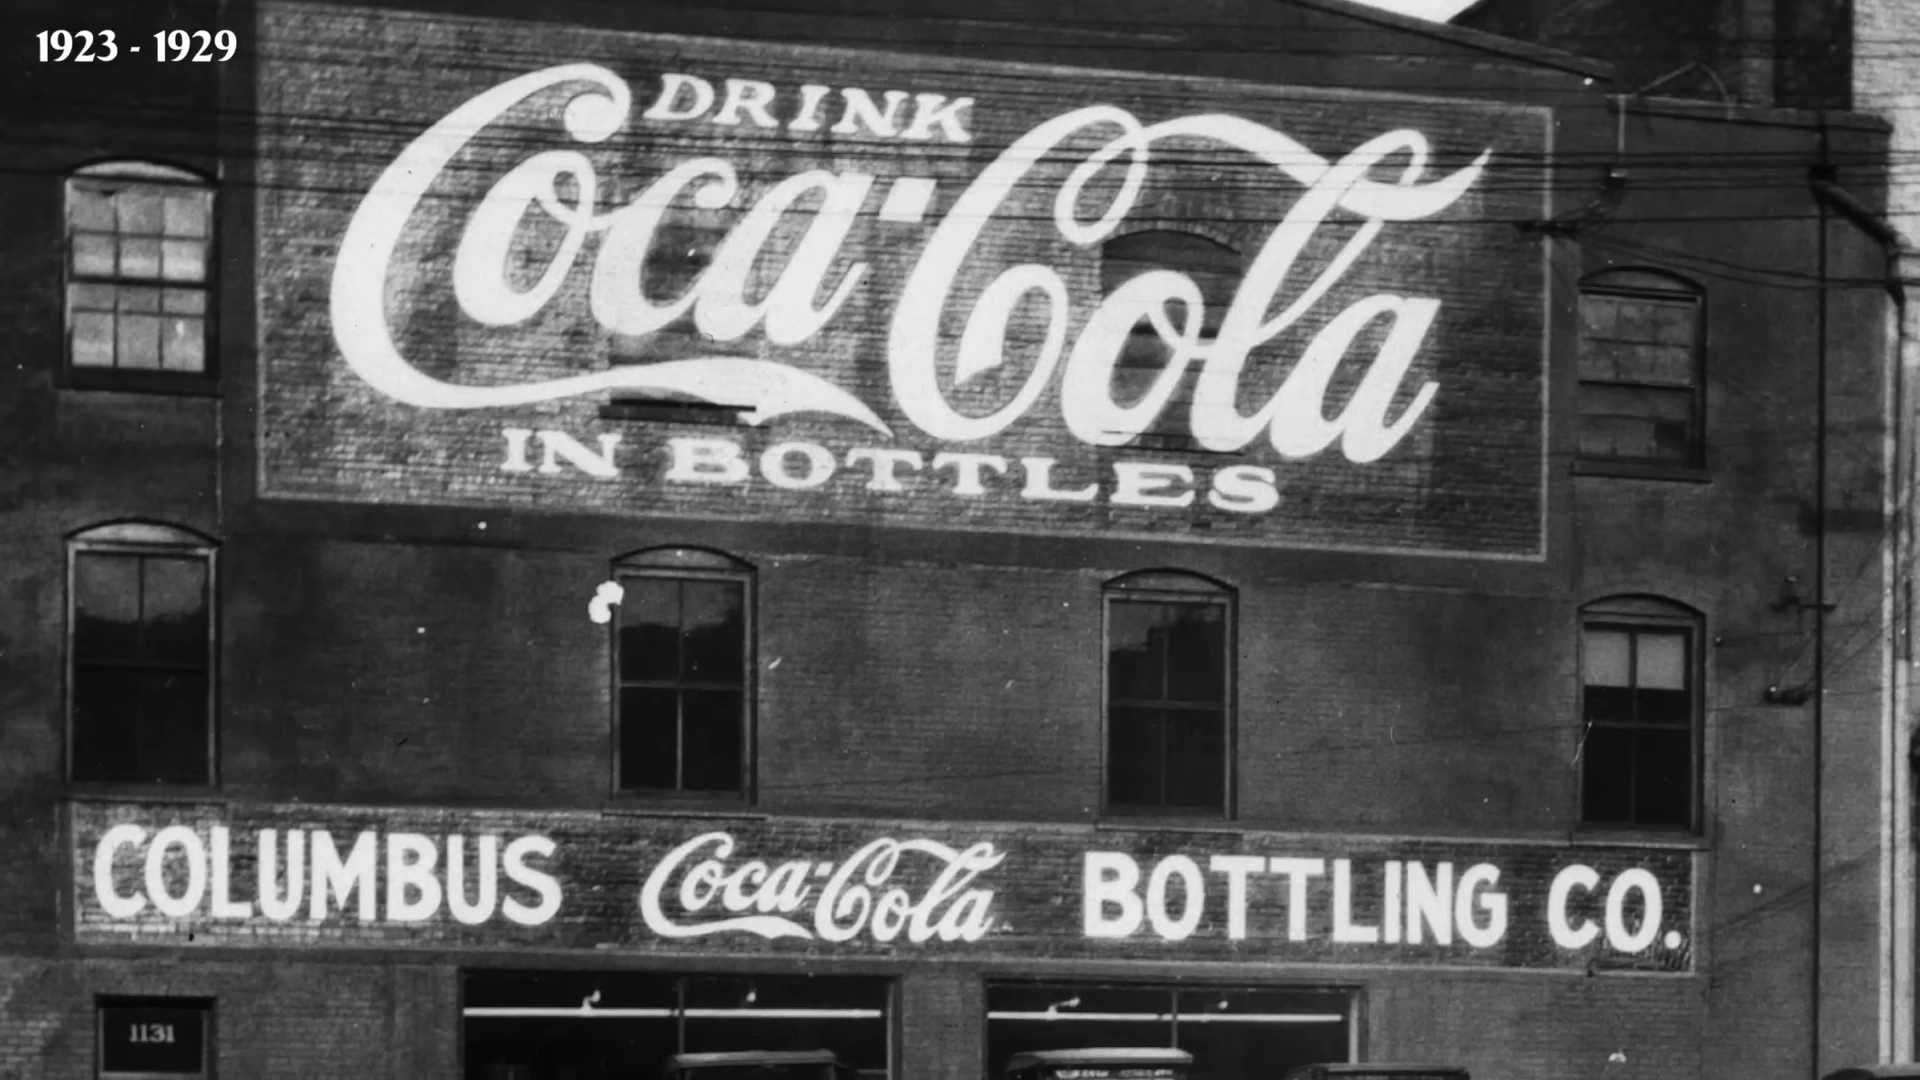 1923 - 1929
DRINK
Coca-Cola
IN BOTTLES
COLUMBUS Coca-Cola BOTTLING CO.
1131